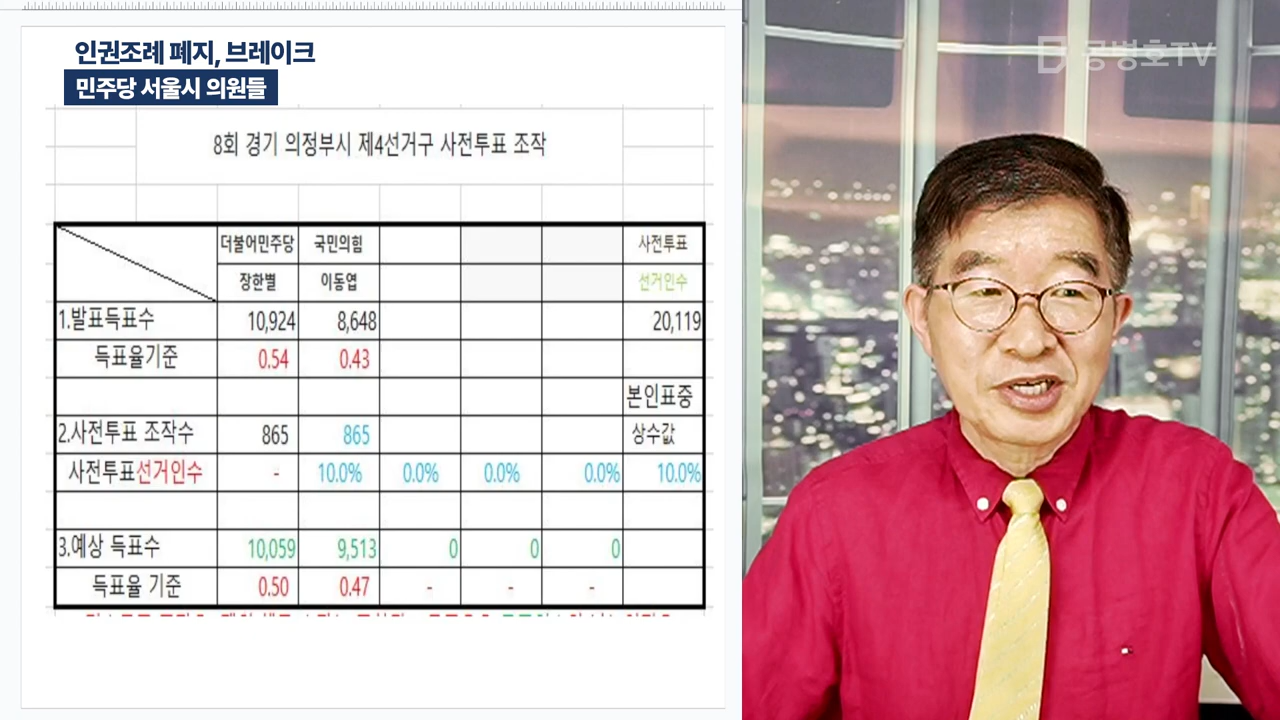 인권조례 폐지, 브레이크
민주당 서울시 의원들
공병호TV
8회 경기 의정부시 제4선거구 사전투표 조작
더불어민주당 국민의힘 사전투표
장한별 이동엽 선거인수
1.발표득표수 10,924 8,648 20,119
득표율기준 0.54 0.43
본인표중
2.사전투표 조작수 865 865 상수값
사전투표선거인수 - 10.0% 0.0% 0.0% 0.0% 10.0%
3.예상 득표수 10,059 9,513 0 0 0
득표율 기준 0.50 0.47 - - -